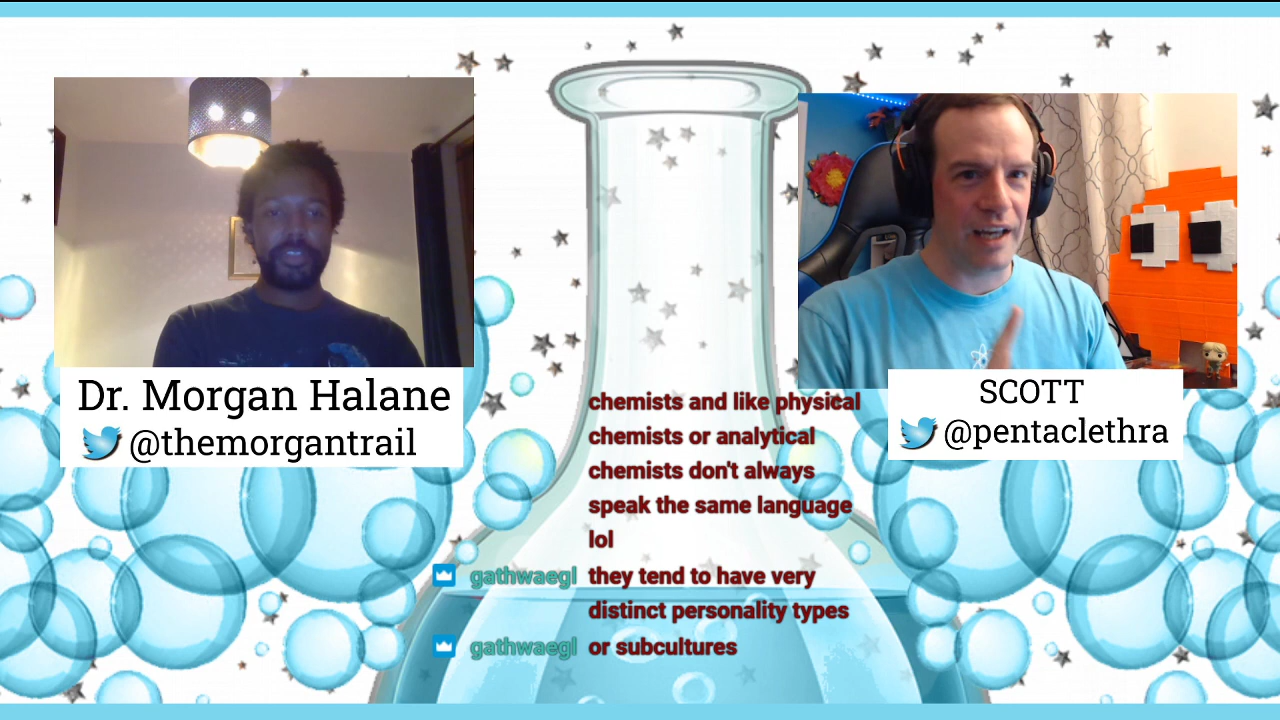 Dr. Morgan Halane
@themorgantrail
SCOTT
@pentaclethra
chemists and like physical
chemists or analytical
chemists don't always
speak the same language
lol
gathwaegl they tend to have very
distinct personality types
gathwaegl or subcultures